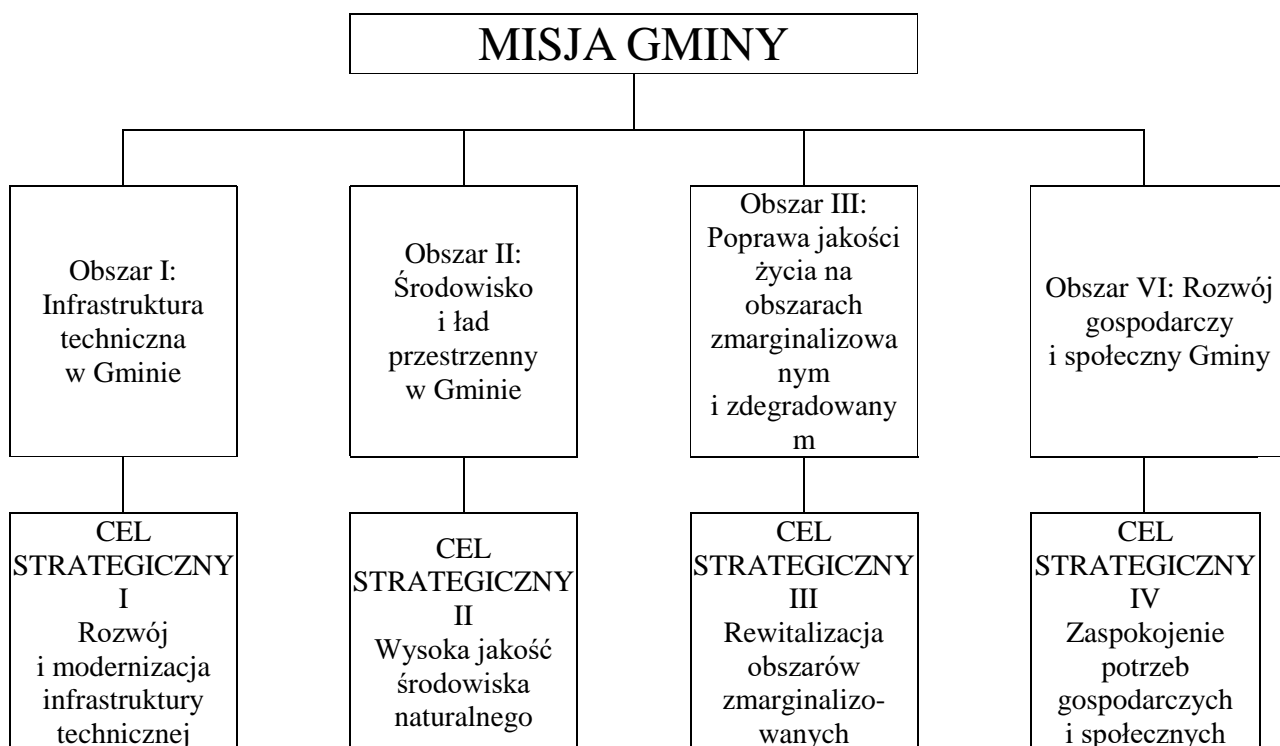 MISJA GMINY
Obszar I:
Infrastruktura
techniczna
w Gminie
Obszar II:
Środowisko
i ład
przestrzenny
w Gminie
Obszar III:
Poprawa jakości
życia na
obszarach
zmarginalizowa
nym
i zdegradowany
m
Obszar VI: Rozwój
gospodarczy
i społeczny Gminy
CEL
STRATEGICZNY
I
Rozwój
i modernizacja
infrastruktury
technicznej
CEL
STRATEGICZNY
II
Wysoka jakość
środowiska
naturalnego
CEL
STRATEGICZNY
III
Rewitalizacja
obszarów
zmarginalizo-
wanych
CEL
STRATEGICZNY
IV
Zaspokojenie
potrzeb
gospodarczych
i społecznych